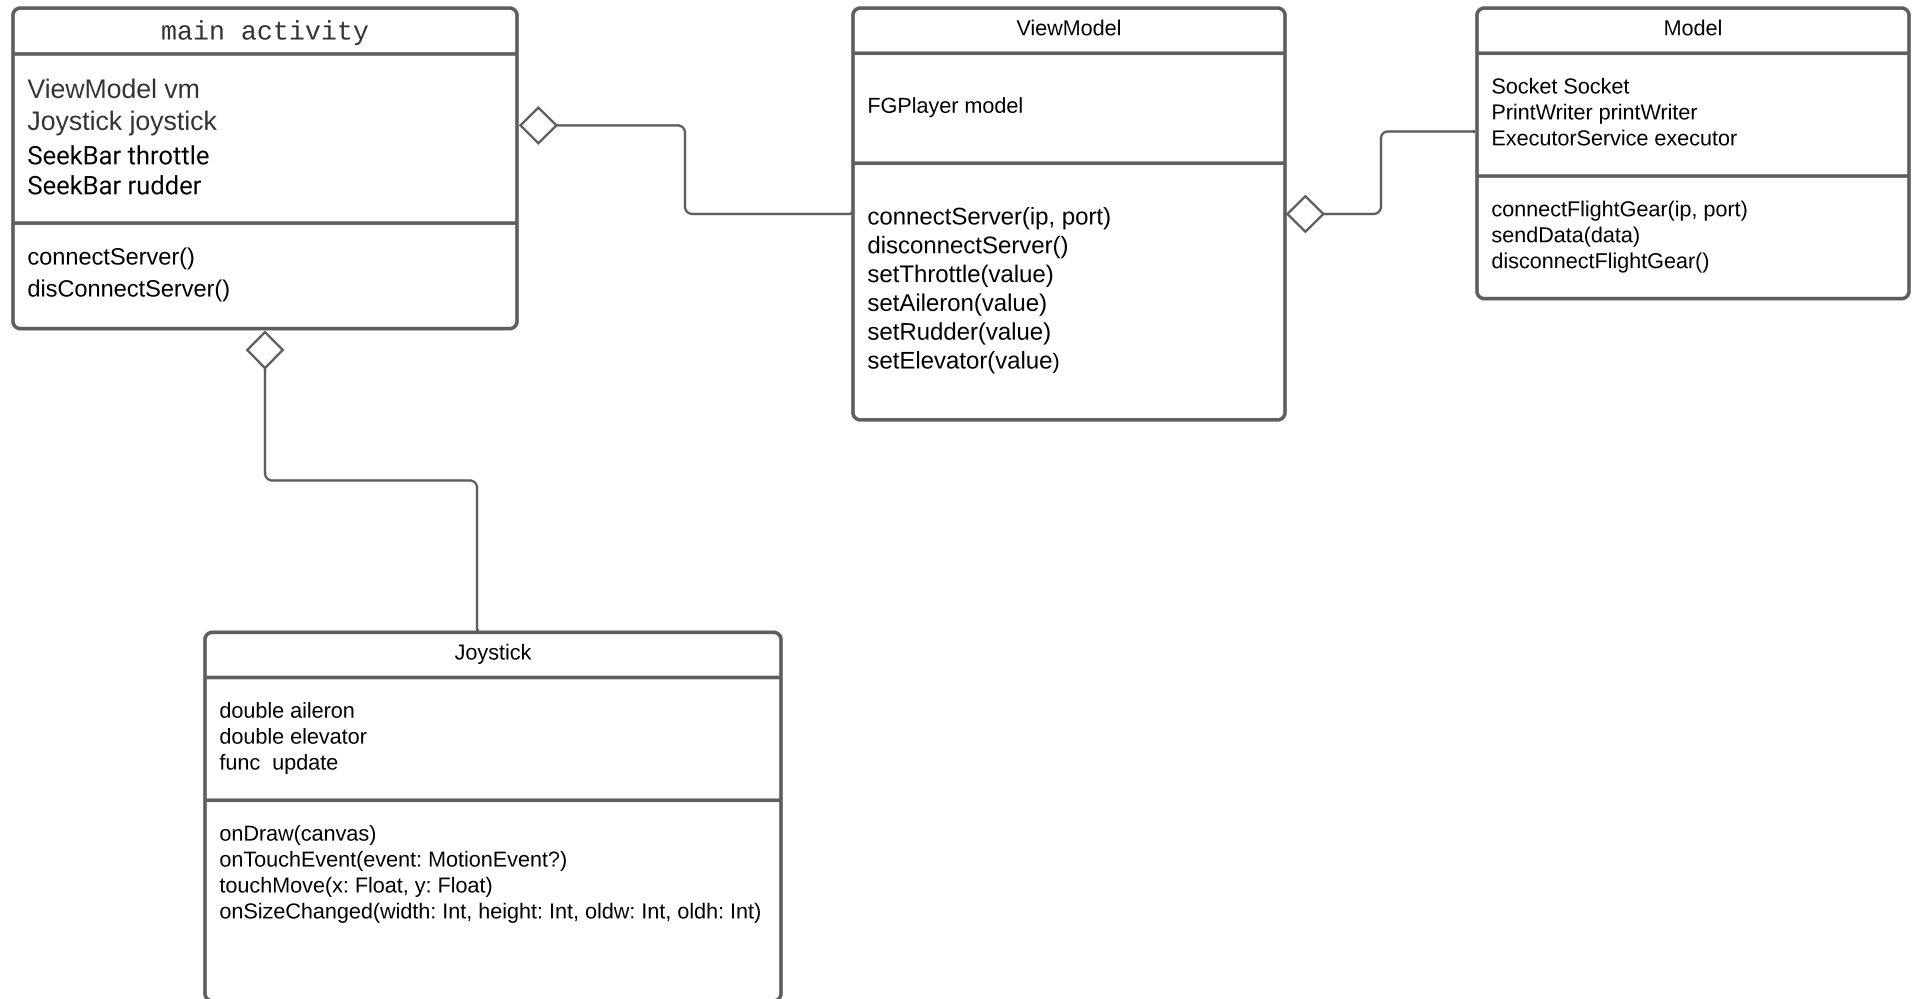 main activity
ViewModel vm
Joystick joystick
SeekBar throttle
SeekBar rudder
connectServer()
disConnectServer()
ViewModel
FGPlayer model
connectServer(ip, port)
disconnectServer()
setThrottle(value)
setAileron(value)
setRudder(value)
setElevator(value)
Model
Socket Socket
PrintWriter printWriter
ExecutorService executor
connectFlightGear(ip, port)
sendData(data)
disconnectFlightGear()
Joystick
double aileron
double elevator
func  update
onDraw(canvas)
onTouchEvent(event: MotionEvent?)
touchMove(x: Float, y: Float)
onSizeChanged(width: Int, height: Int, oldw: Int, oldh: Int)